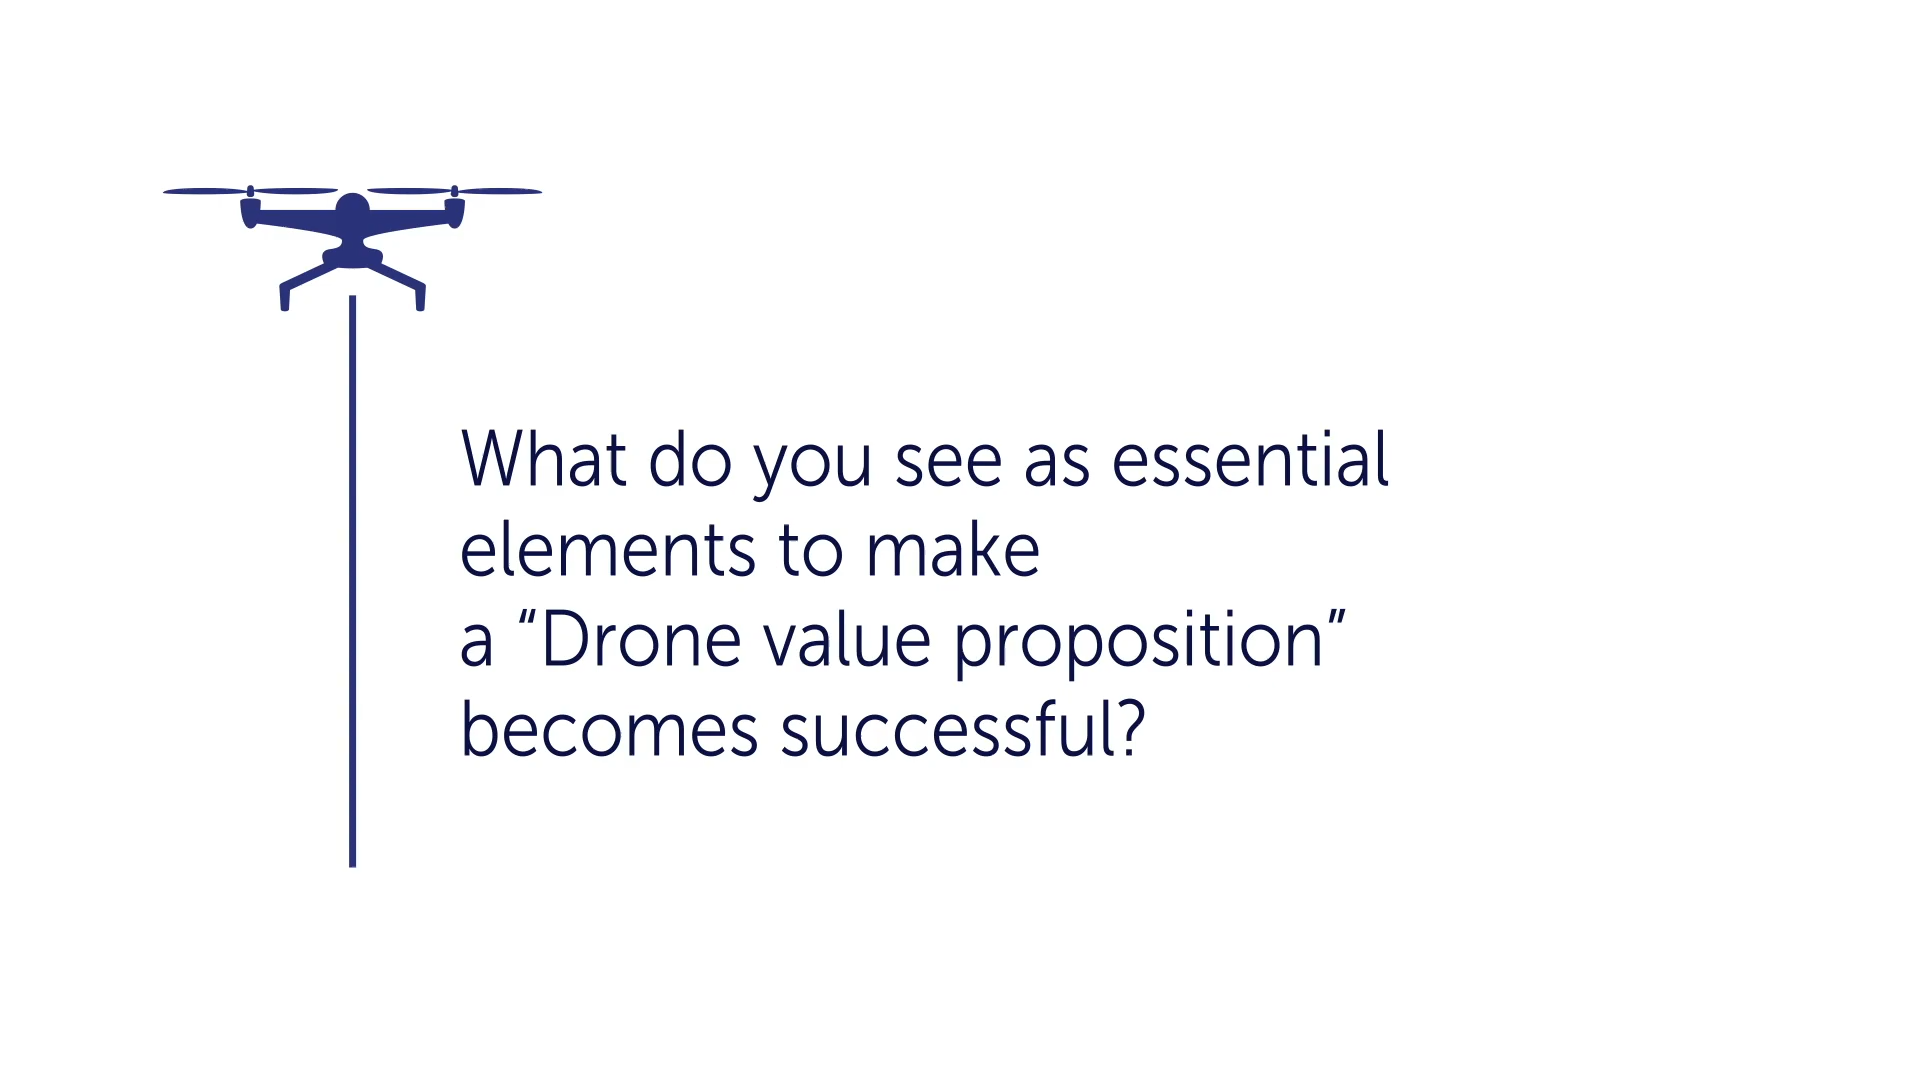 What do you see as essential
elements to make
a “Drone value proposition”
becomes successful?